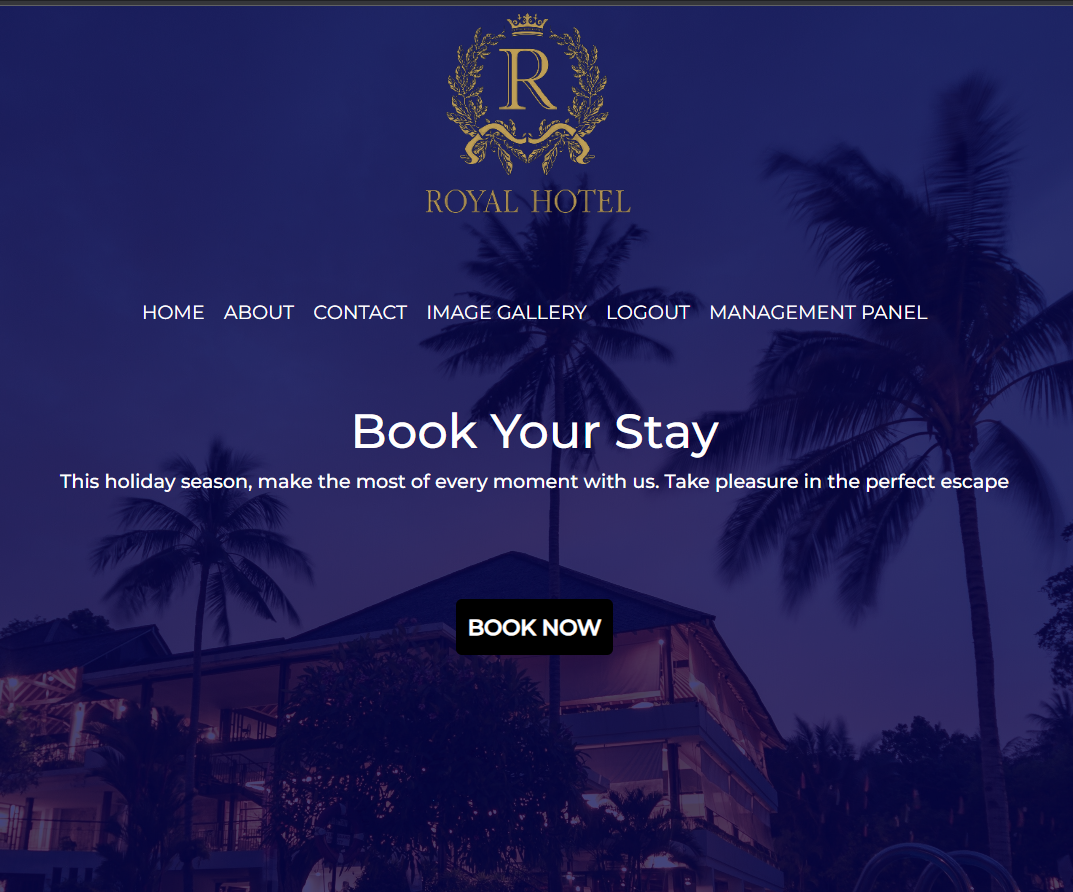 R
ROYAL HOTEL
HOME ABOUT CONTACT IMAGE GALLERY LOGOUT MANAGEMENT PANEL
Book Your Stay
This holiday season, make the most of every moment with us. Take pleasure in the perfect escape
BOOK NOW